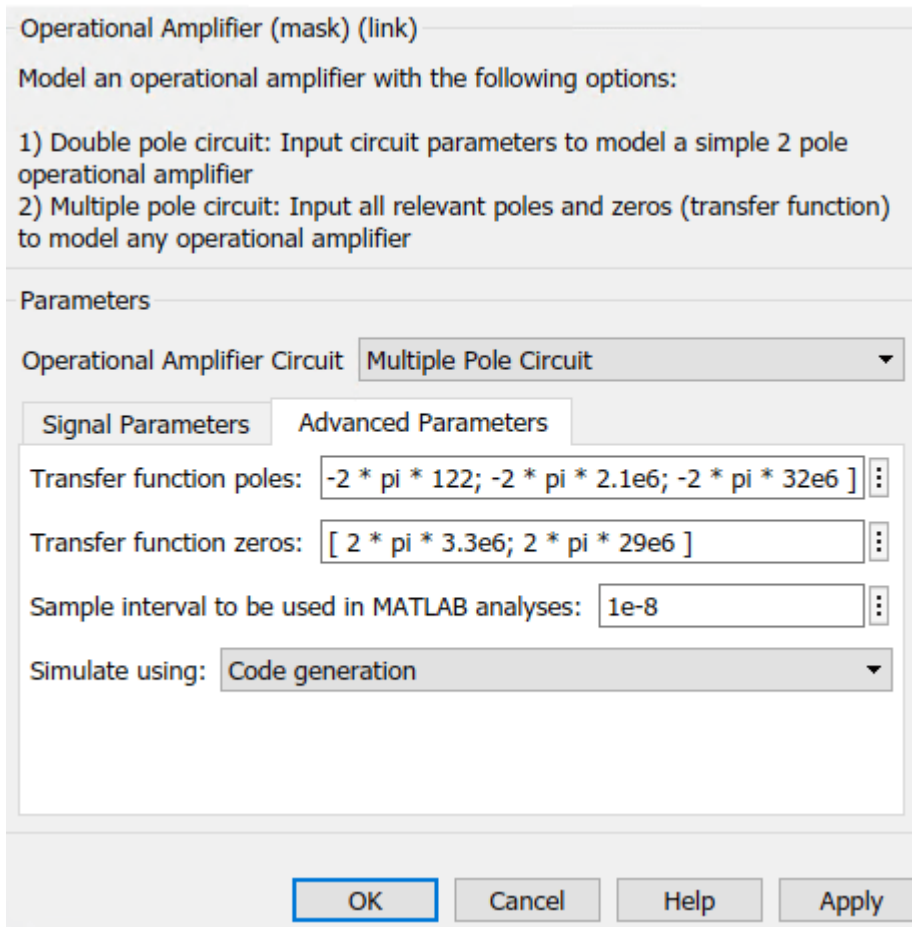 Operational Amplifier (mask) (link)
Model an operational amplifier with the following options:
1) Double pole circuit: Input circuit parameters to model a simple 2 pole
operational amplifier
2) Multiple pole circuit: Input all relevant poles and zeros (transfer function)
to model any operational amplifier
Parameters
Operational Amplifier Circuit Multiple Pole Circuit
Signal Parameters Advanced Parameters
Transfer function poles: -2 * pi * 122; -2 * pi * 2.1e6; -2 * pi * 32e6 ]
Transfer function zeros: [ 2 * pi * 3.3e6; 2 * pi * 29e6 ]
Sample interval to be used in MATLAB analyses: 1e-8
Simulate using: Code generation
OK Cancel Help Apply